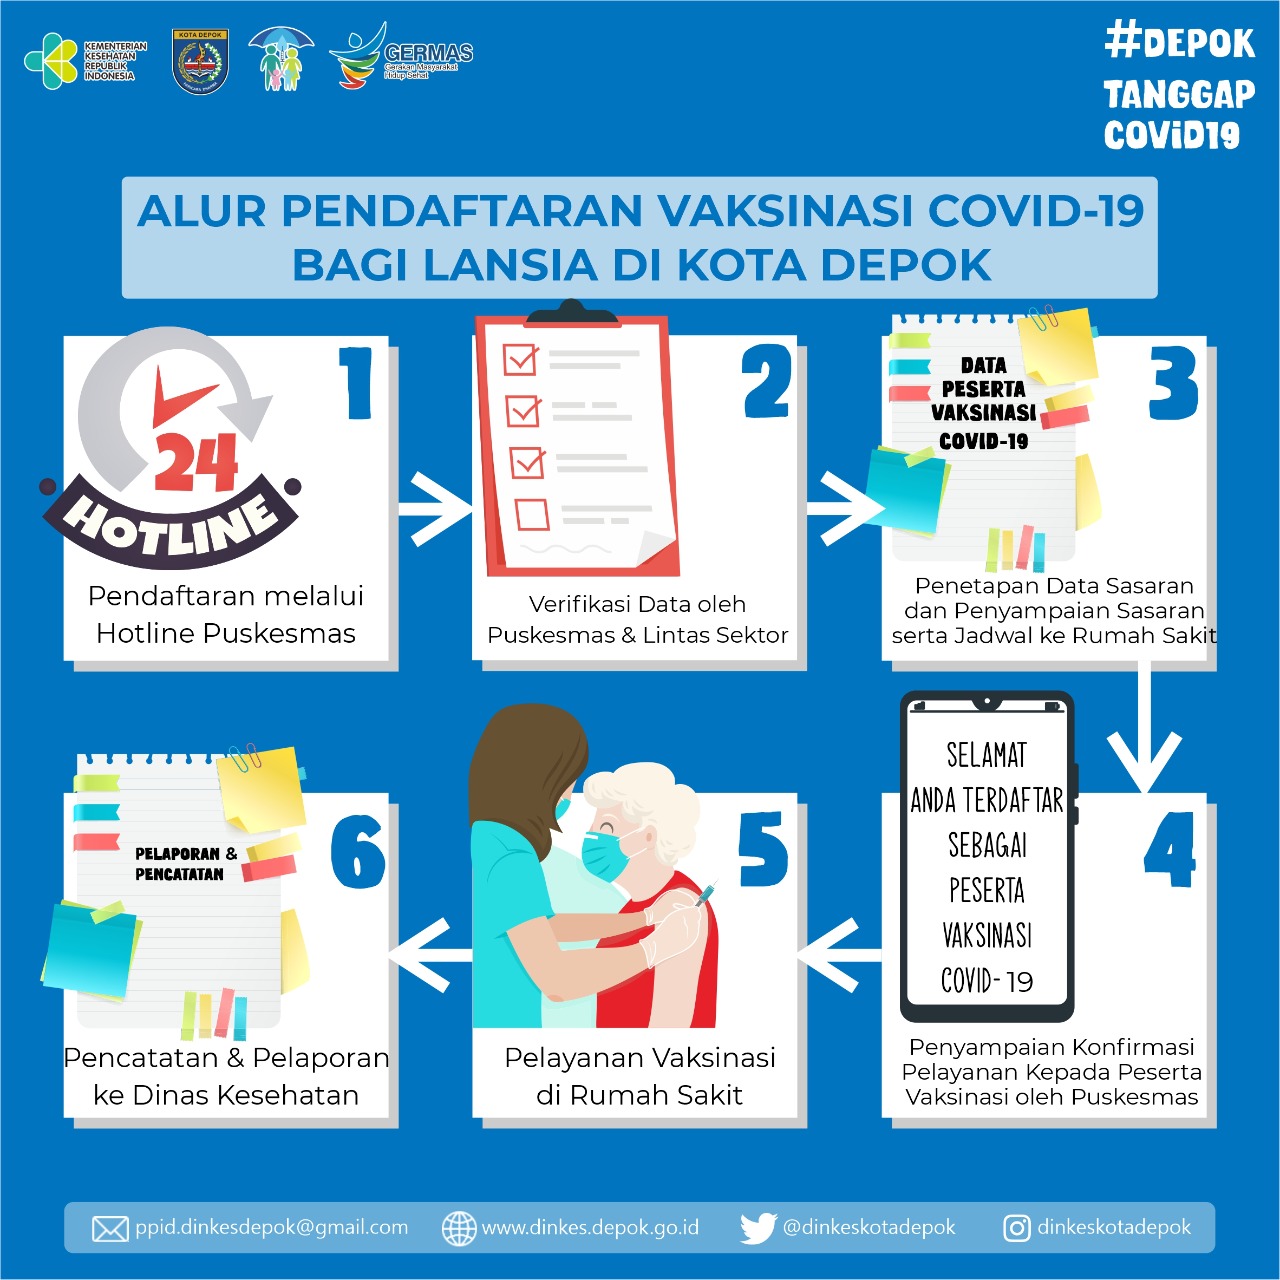 KEMENTERIAN
KESEHATAN
REPUBLIK
INDONESIA
KOTA DEPOK
GERMAS
Gerakan Masyarakat
Hidup Sehat
#DEPOK
TANGGAP
COViD19
ALUR PENDAFTARAN VAKSINASI COVID-19
BAGI LANSIA DI KOTA DEPOK
1
24
HOTLINE
Pendaftaran melalui
Hotline Puskesmas
2
Verifikasi Data oleh
Puskesmas & Lintas Sektor
3
DATA
PESERTA
VAKSINASI
COVID-19
Penetapan Data Sasaran
dan Penyampaian Sasaran
serta Jadwal ke Rumah Sakit
4
SELAMAT
ANDA TERDAFTAR
SEBAGAI
PESERTA
VAKSINASI
COVID- 19
Penyampaian Konfirmasi
Pelayanan Kepada Peserta
Vaksinasi oleh Puskesmas
5
Pelayanan Vaksinasi
di Rumah Sakit
6
PELAPORAN &
PENCATATAN
Pencatatan & Pelaporan
ke Dinas Kesehatan
ppid.dinkesdepok@gmail.com
www.dinkes.depok.go.id
@dinkeskotadepok
dinkeskotadepok